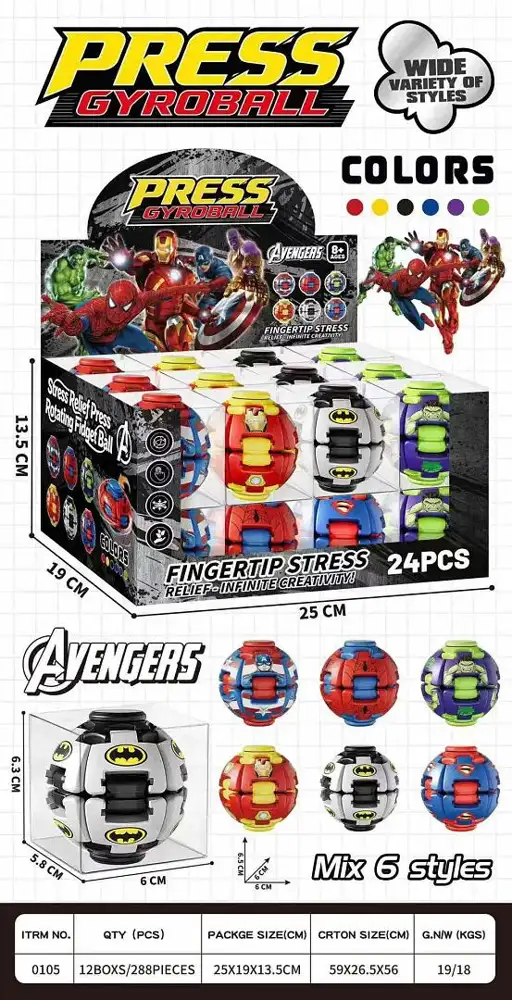 PRESS
GYROBALL
WIDE
VARIETY OF
STYLES
COLORS
PRESS
GYROBALL
AVENGERS
8+
AGES
FINGERTIP STRESS
RELIEF - INFINITE CREATIVITY!
Stress Relief Press
Rotating Fidget Ball
COLORS
FINGERTIP STRESS
RELIEF - INFINITE CREATIVITY!
24PCS
13.5 CM
19 CM
25 CM
AVENGERS
6.3 CM
5.8 CM
6 CM
6.5 CM
6 CM
6 CM
Mix 6 styles
ITRM NO.
QTY (PCS)
PACKGE SIZE(CM)
CRTON SIZE(CM)
G.N/W (KGS)
0105
12BOXS/288PIECES
25X19X13.5CM
59X26.5X56
19/18